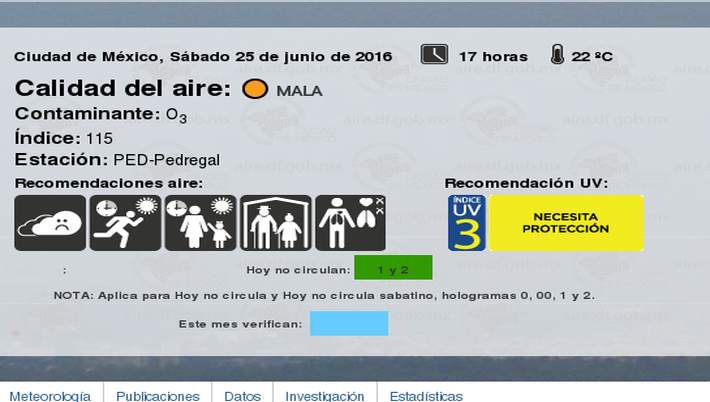 Ciudad de México, Sábado 25 de junio de 2016 17 horas 22 ºC
Calidad del aire: MALA
Contaminante: O3
Índice: 115
Estación: PED-Pedregal
Recomendaciones aire: Recomendación UV:
ÍNDICE
UV
3
NECESITA
PROTECCIÓN
: Hoy no circulan: 1 y 2
NOTA: Aplica para Hoy no circula y Hoy no circula sabatino, hologramas 0, 00, 1 y 2.
Este mes verifican:
Meteorología Publicaciones Datos Investigación Estadísticas
aire.df.gob.mx